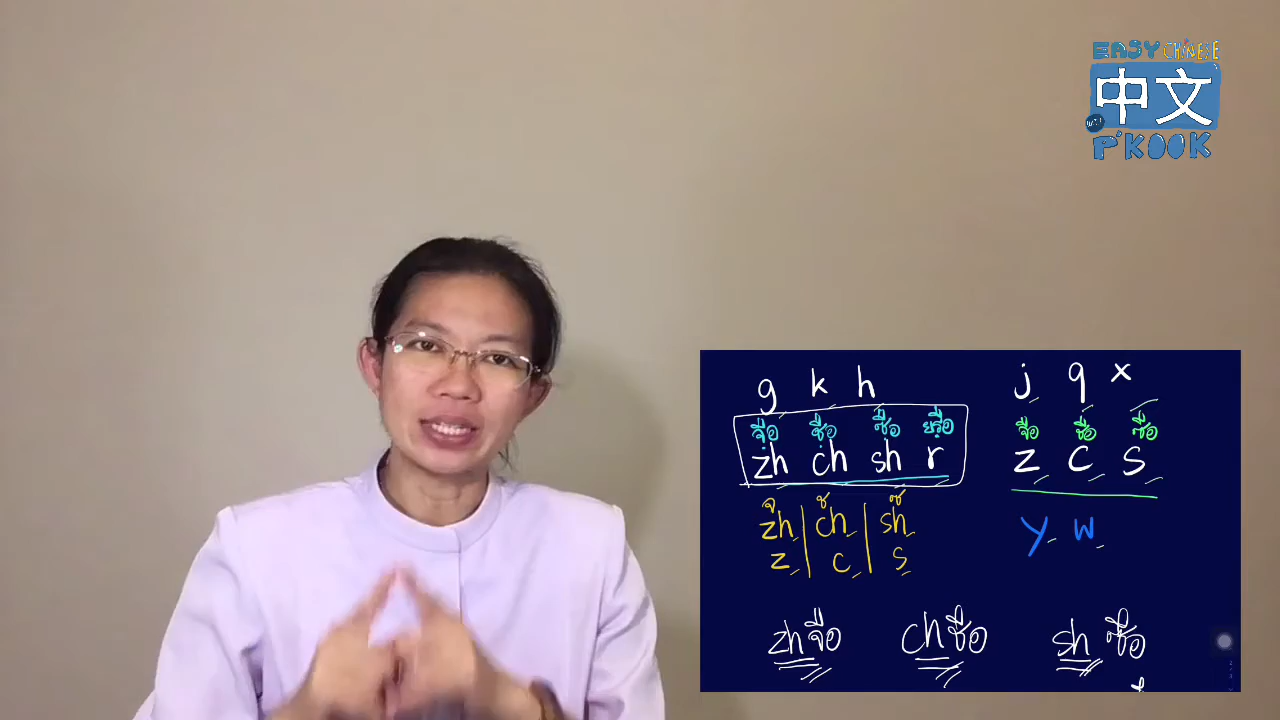 EASY CHINESE
中文
with
P'KOOK
g k h
j q x
จือ ชือ ซือ ยรือ
จือ ชือ ซือ
zh ch sh r
z c s
จ ช ซ
zh | ch | sh
z | c | s
y w
zh จือ ch ชือ sh ซือ